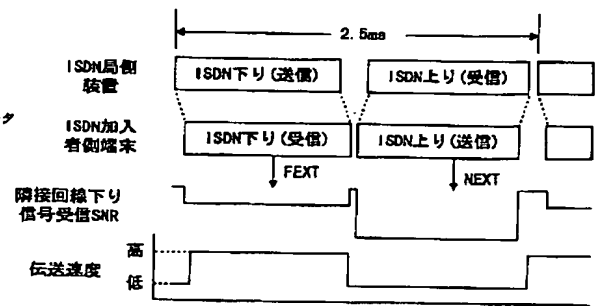 2.5ms
ISDN局側
装置
ISDN下り(送信)
ISDN上り(受信)
タ
ISDN加入
者側端末
ISDN下り(受信)
ISDN上り(送信)
FEXT
NEXT
隣接回線下り
信号受信SNR
伝送速度
高
低